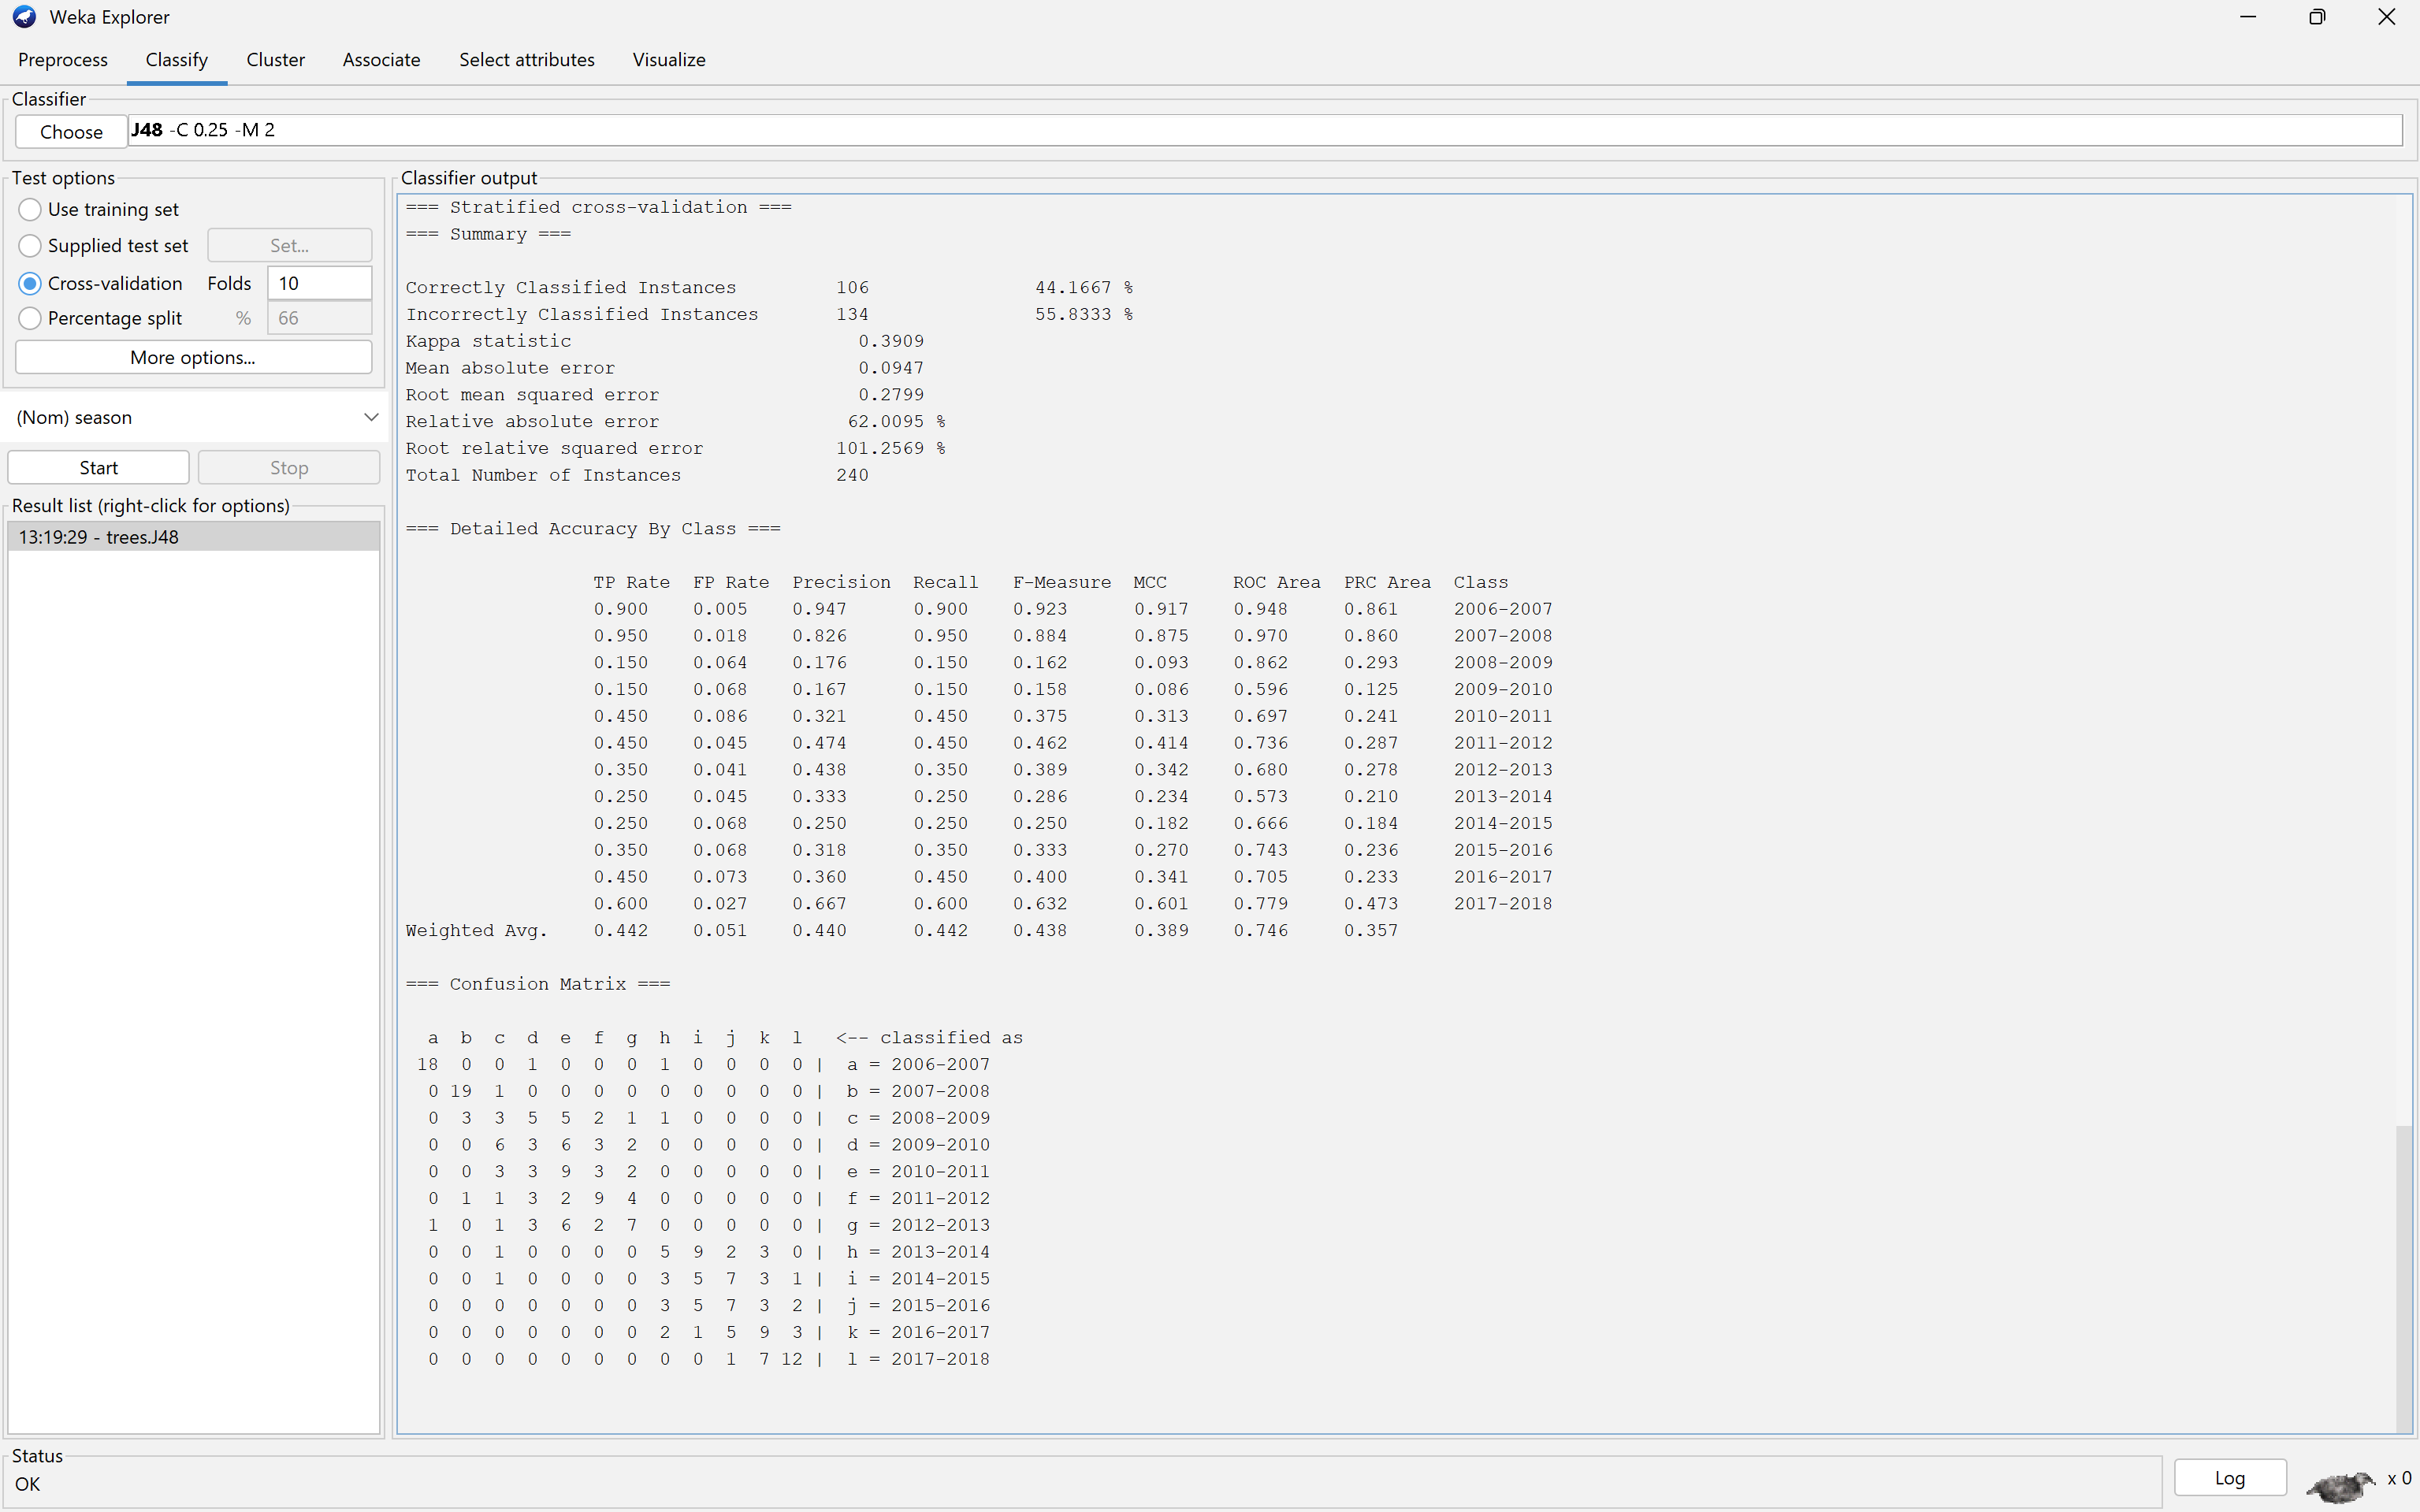 Weka Explorer
Preprocess Classify Cluster Associate Select attributes Visualize
Classifier
Choose J48 -C 0.25 -M 2
Test options
Use training set
Supplied test set Set...
Cross-validation Folds 10
Percentage split % 66
More options...
(Nom) season
Start Stop
Result list (right-click for options)
13:19:29 - trees.J48
Classifier output
=== Stratified cross-validation ===
=== Summary ===
Correctly Classified Instances 106 44.1667 %
Incorrectly Classified Instances 134 55.8333 %
Kappa statistic 0.3909
Mean absolute error 0.0947
Root mean squared error 0.2799
Relative absolute error 62.0095 %
Root relative squared error 101.2569 %
Total Number of Instances 240
=== Detailed Accuracy By Class ===
TP Rate FP Rate Precision Recall F-Measure MCC ROC Area PRC Area Class
0.900 0.005 0.947 0.900 0.923 0.917 0.948 0.861 2006-2007
0.950 0.018 0.826 0.950 0.884 0.875 0.970 0.860 2007-2008
0.150 0.064 0.176 0.150 0.162 0.093 0.862 0.293 2008-2009
0.150 0.068 0.167 0.150 0.158 0.086 0.596 0.125 2009-2010
0.450 0.086 0.321 0.450 0.375 0.313 0.697 0.241 2010-2011
0.450 0.045 0.474 0.450 0.462 0.414 0.736 0.287 2011-2012
0.350 0.041 0.438 0.350 0.389 0.342 0.680 0.278 2012-2013
0.250 0.045 0.333 0.250 0.286 0.234 0.573 0.210 2013-2014
0.250 0.068 0.250 0.250 0.250 0.182 0.666 0.184 2014-2015
0.350 0.068 0.318 0.350 0.333 0.270 0.743 0.236 2015-2016
0.450 0.073 0.360 0.450 0.400 0.341 0.705 0.233 2016-2017
0.600 0.027 0.667 0.600 0.632 0.601 0.779 0.473 2017-2018
Weighted Avg. 0.442 0.051 0.440 0.442 0.438 0.389 0.746 0.357
=== Confusion Matrix ===
a b c d e f g h i j k l <-- classified as
18 0 0 1 0 0 0 1 0 0 0 0 | a = 2006-2007
0 19 1 0 0 0 0 0 0 0 0 0 | b = 2007-2008
0 3 3 5 5 2 1 1 0 0 0 0 | c = 2008-2009
0 0 6 3 6 3 2 0 0 0 0 0 | d = 2009-2010
0 0 3 3 9 3 2 0 0 0 0 0 | e = 2010-2011
0 1 1 3 2 9 4 0 0 0 0 0 | f = 2011-2012
1 0 1 3 6 2 7 0 0 0 0 0 | g = 2012-2013
0 0 1 0 0 0 0 5 9 2 3 0 | h = 2013-2014
0 0 1 0 0 0 0 3 5 7 3 1 | i = 2014-2015
0 0 0 0 0 0 0 3 5 7 3 2 | j = 2015-2016
0 0 0 0 0 0 0 2 1 5 9 3 | k = 2016-2017
0 0 0 0 0 0 0 0 0 1 7 12 | l = 2017-2018
Status
OK
Log
x 0